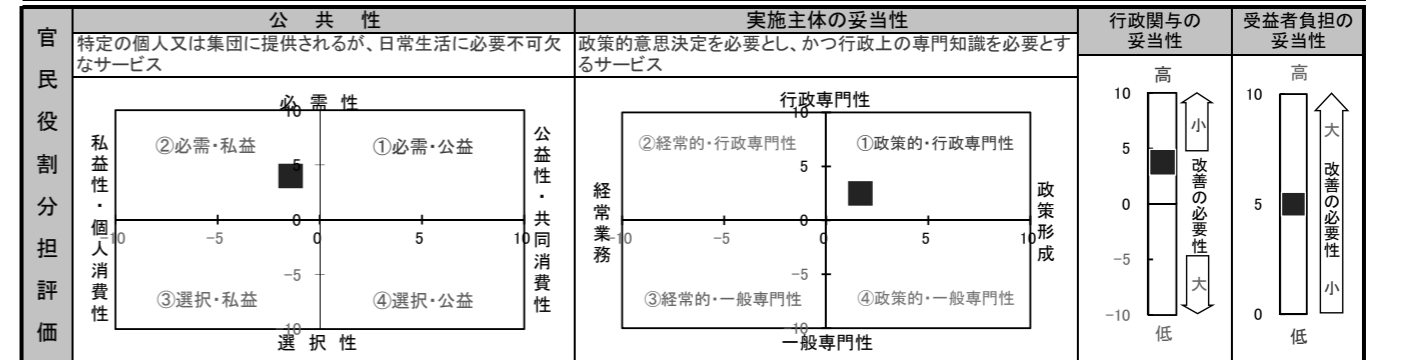 官民役割分担評価
公共性
特定の個人又は集団に提供されるが、日常生活に必要不可欠
なサービス
必需性
10
②必需・私益
①必需・公益
5
私益性・個人消費性
公益性・共同消費性
0
-10
-5
0
5
10
-5
③選択・私益
④選択・公益
-10
選択性
実施主体の妥当性
政策的意思決定を必要とし、かつ行政上の専門知識を必要とす
るサービス
行政専門性
10
②経常的・行政専門性
①政策的・行政専門性
5
経常業務
政策形成
0
-10
-5
0
5
10
-5
③経常的・一般専門性
④政策的・一般専門性
-10
一般専門性
行政関与の
妥当性
高
10
5
0
-5
-10
低
小
改善の必要性
大
受益者負担の
妥当性
高
10
5
0
低
大
改善の必要性
小